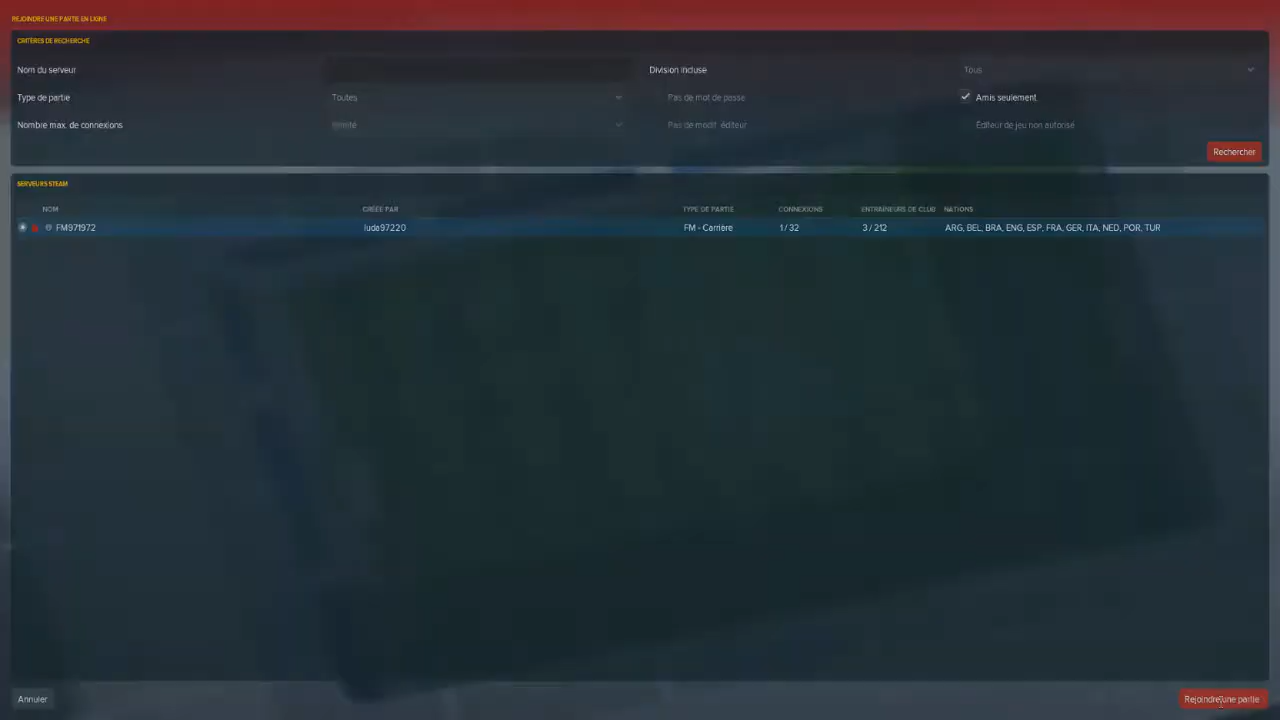 REJOINDRE UNE PARTIE EN LIGNE
CRITÈRES DE RECHERCHE
Nom du serveur
Division incluse
Tous
Type de partie
Toutes
Pas de mot de passe
Amis seulement
Nombre max. de connexions
Illimité
Pas de modif. éditeur
Éditeur de jeu non autorisé
Rechercher
SERVEURS STEAM
NOM CRÉÉE PAR TYPE DE PARTIE CONNEXIONS ENTRAÎNEURS DE CLUB NATIONS
FM971972 luda97220 FM - Carrière 1 / 32 3 / 212 ARG, BEL, BRA, ENG, ESP, FRA, GER, ITA, NED, POR, TUR
Annuler
Rejoindre une partie